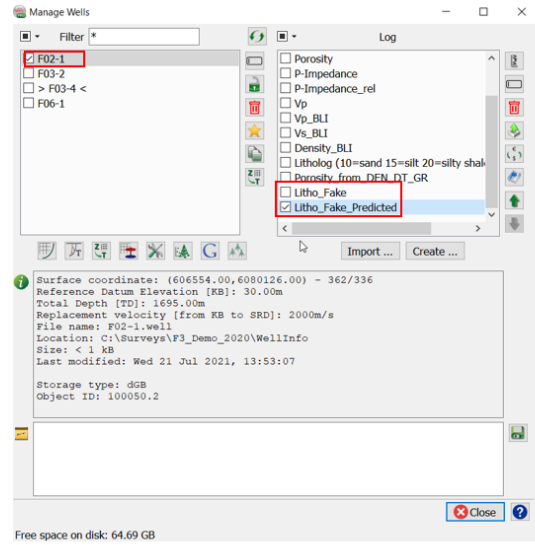 Manage Wells
Filter *
Log
F02-1
F03-2
> F03-4 <
F06-1
Porosity
P-Impedance
P-Impedance_rel
Vp
Vp_BLI
Vs_BLI
Density_BLI
Litholog (10=sand 15=silt 20=silty shale
Porosity_from_DEN_DT_GR
Litho_Fake
Litho_Fake_Predicted
Import ... Create ...
Surface coordinate: (606554.00,6080126.00) - 362/336
Reference Datum Elevation [KB]: 30.00m
Total Depth [TD]: 1695.00m
Replacement velocity [from KB to SRD]: 2000m/s
File name: F02-1.well
Location: C:\Surveys\F3_Demo_2020\WellInfo
Size: < 1 kB
Last modified: Wed 21 Jul 2021, 13:53:07
Storage type: dGB
Object ID: 100050.2
Close
Free space on disk: 64.69 GB